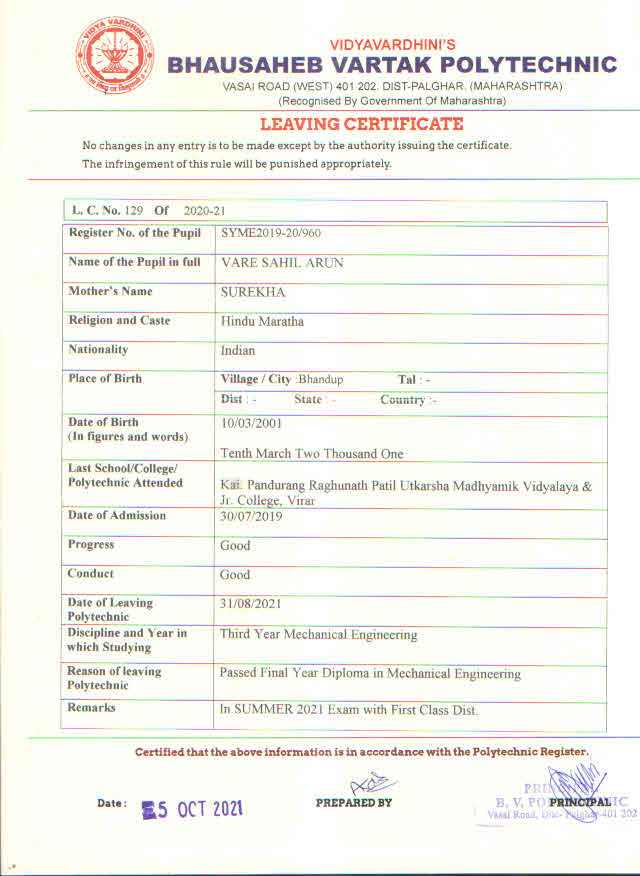 VIDYA VARDHINI
VIDYAVARDHINI'S
BHAUSAHEB VARTAK POLYTECHNIC
VASAI ROAD (WEST) 401 202. DIST-PALGHAR. (MAHARASHTRA)
(Recognised By Government Of Maharashtra)
LEAVING CERTIFICATE
No changes in any entry is to be made except by the authority issuing the certificate.
The infringement of this rule will be punished appropriately.
L. C. No. 129 Of 2020-21
Register No. of the Pupil SYME2019-20/960
Name of the Pupil in full VARE SAHIL ARUN
Mother's Name SUREKHA
Religion and Caste Hindu Maratha
Nationality Indian
Place of Birth Village / City :Bhandup Tal : -
Dist : - State : - Country :-
Date of Birth 10/03/2001
(In figures and words)
Tenth March Two Thousand One
Last School/College/
Polytechnic Attended Kai. Pandurang Raghunath Patil Utkarsha Madhyamik Vidyalaya &
Jr. College, Virar
Date of Admission 30/07/2019
Progress Good
Conduct Good
Date of Leaving 31/08/2021
Polytechnic
Discipline and Year in Third Year Mechanical Engineering
which Studying
Reason of leaving Passed Final Year Diploma in Mechanical Engineering
Polytechnic
Remarks In SUMMER 2021 Exam with First Class Dist.
Certified that the above information is in accordance with the Polytechnic Register.
Date : 5 OCT 2021 PREPARED BY PRINCIPAL
B. V.
Vasai Road, Palghar-401 202